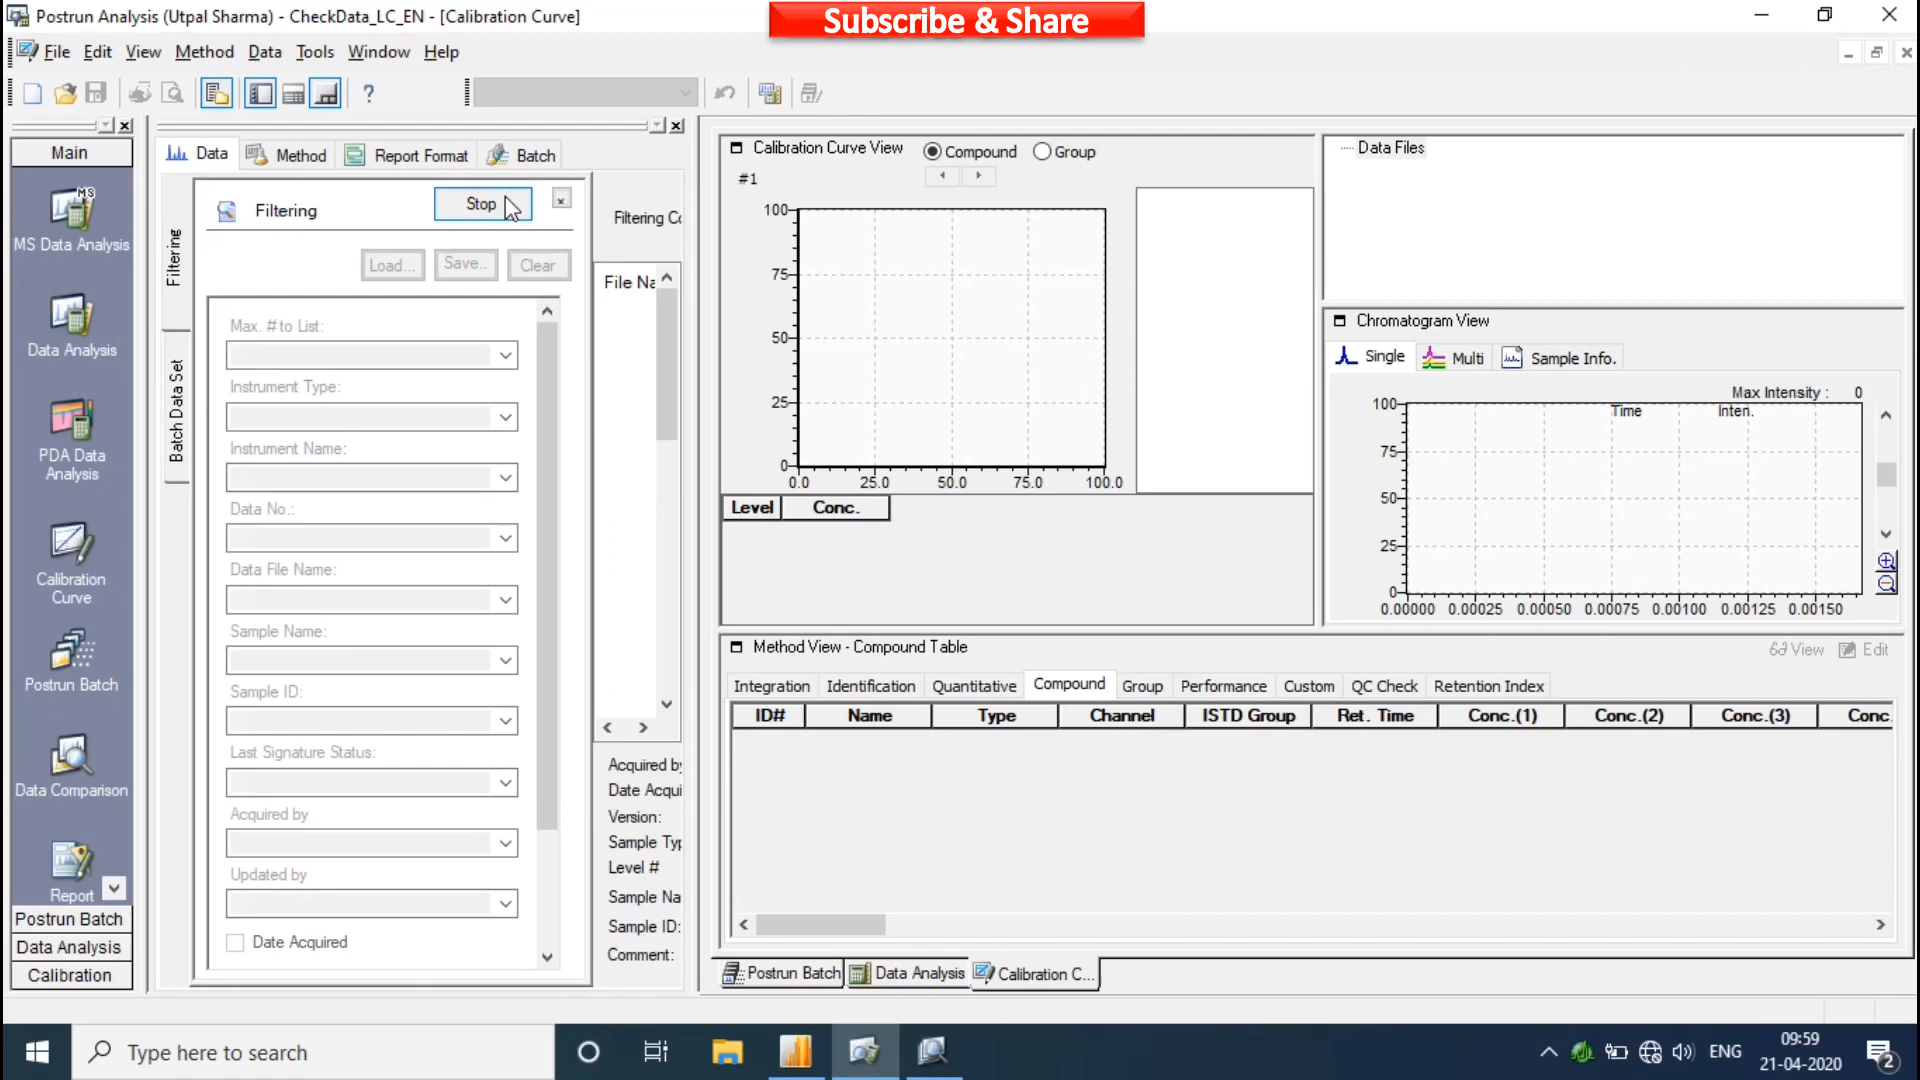 Postrun Analysis (Utpal Sharma) - CheckData_LC_EN - [Calibration Curve]
Subscribe & Share
File Edit View Method Data Tools Window Help
Main
MS Data Analysis
Data Analysis
PDA Data
Analysis
Calibration
Curve
Postrun Batch
Data Comparison
Report
Postrun Batch
Data Analysis
Calibration
Data Method Report Format Batch
Filtering
Batch Data Set
Filtering Stop
Load... Save.. Clear
Max. # to List:
Instrument Type:
Instrument Name:
Data No.:
Data File Name:
Sample Name:
Sample ID:
Last Signature Status:
Acquired by
Updated by
Date Acquired
Filtering Co
File Na
Acquired by
Date Acqui
Version:
Sample Typ
Level #
Sample Na
Sample ID:
Comment:
Calibration Curve View Compound Group
#1
100
75
50
25
0
0.0 25.0 50.0 75.0 100.0
Level Conc.
Data Files
Chromatogram View
Single Multi Sample Info.
Max Intensity : 0
Time Inten.
100
75
50
25
0
0.00000 0.00025 0.00050 0.00075 0.00100 0.00125 0.00150
Method View - Compound Table View Edit
Integration Identification Quantitative Compound Group Performance Custom QC Check Retention Index
ID# Name Type Channel ISTD Group Ret. Time Conc.(1) Conc.(2) Conc.(3) Conc.
Postrun Batch Data Analysis Calibration C...
Type here to search
ENG
09:59
21-04-2020
2